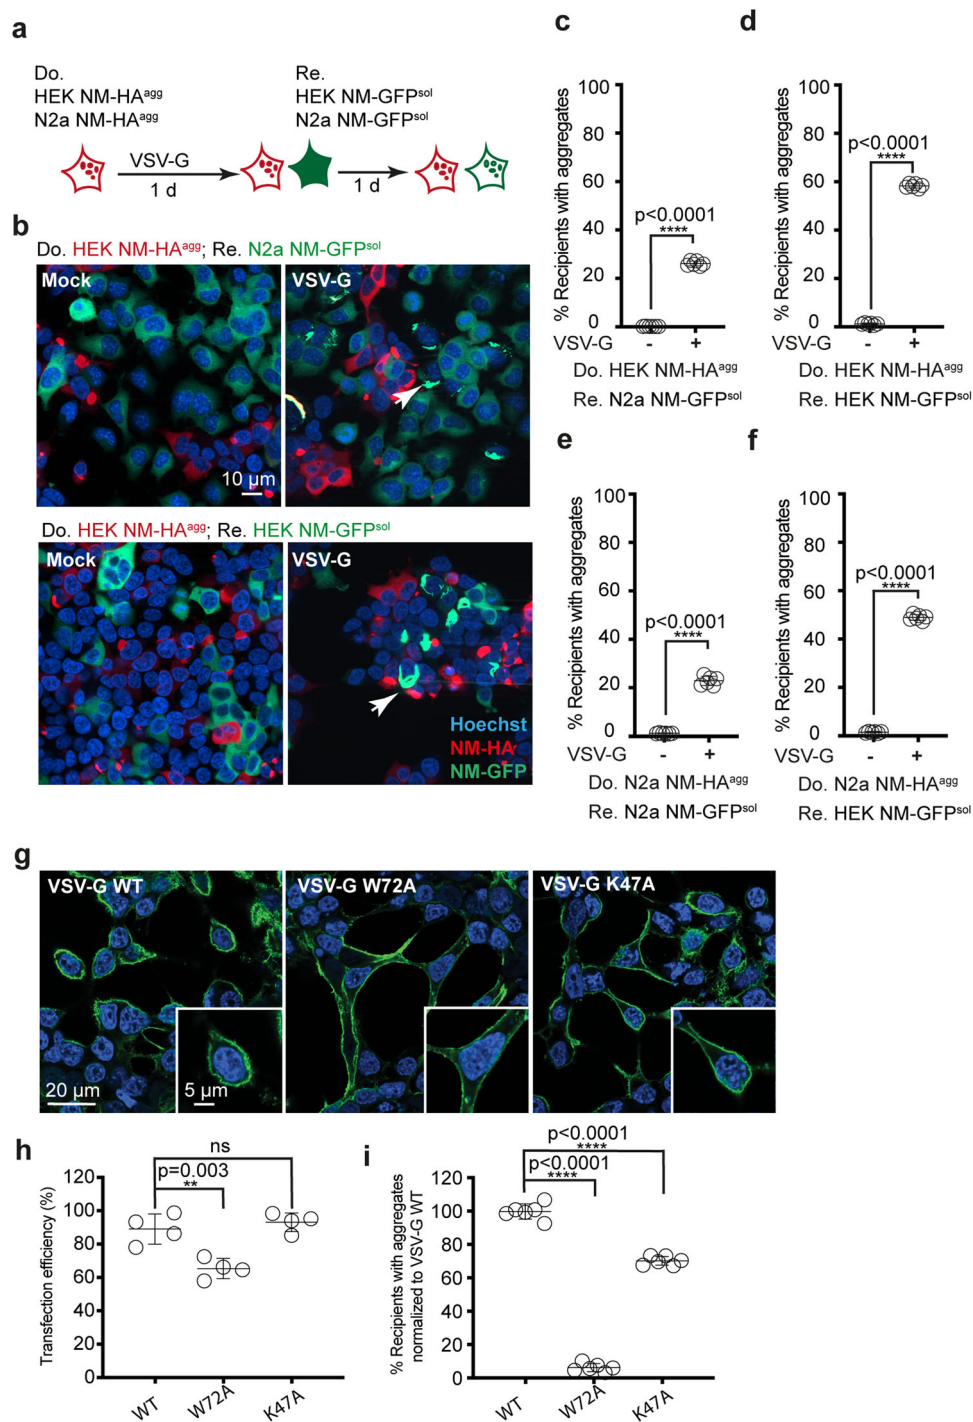 a
Do.
HEK NM-HAᵃᵍᵍ
N2a NM-HAᵃᵍᵍ
Re.
HEK NM-GFPˢᵒˡ
N2a NM-GFPˢᵒˡ
VSV-G
1 d
1 d
b
Do. HEK NM-HAᵃᵍᵍ; Re. N2a NM-GFPˢᵒˡ
Mock
VSV-G
10 µm
Do. HEK NM-HAᵃᵍᵍ; Re. HEK NM-GFPˢᵒˡ
Mock
VSV-G
Hoechst
NM-HA
NM-GFP
c
% Recipients with aggregates
100
80
60
40
20
0
p<0.0001
****
VSV-G - +
Do. HEK NM-HAᵃᵍᵍ
Re. N2a NM-GFPˢᵒˡ
d
% Recipients with aggregates
100
80
60
40
20
0
p<0.0001
****
VSV-G - +
Do. HEK NM-HAᵃᵍᵍ
Re. HEK NM-GFPˢᵒˡ
e
% Recipients with aggregates
100
80
60
40
20
0
p<0.0001
****
VSV-G - +
Do. N2a NM-HAᵃᵍᵍ
Re. N2a NM-GFPˢᵒˡ
f
% Recipients with aggregates
100
80
60
40
20
0
p<0.0001
****
VSV-G - +
Do. N2a NM-HAᵃᵍᵍ
Re. HEK NM-GFPˢᵒˡ
g
VSV-G WT
VSV-G W72A
VSV-G K47A
20 µm
5 µm
h
Transfection efficiency (%)
120
100
80
60
40
20
0
ns
p=0.003
**
WT
W72A
K47A
i
% Recipients with aggregates
normalized to VSV-G WT
120
100
80
60
40
20
0
p<0.0001
****
p<0.0001
****
WT
W72A
K47A